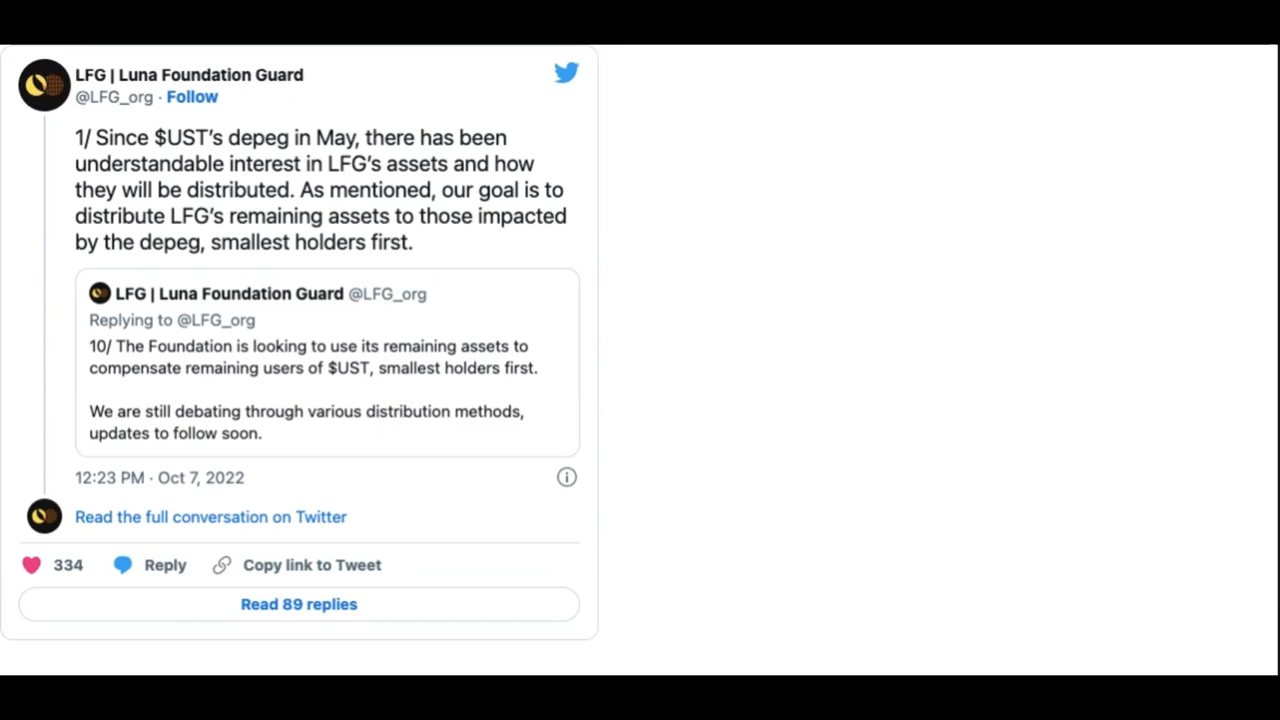 LFG | Luna Foundation Guard
@LFG_org · Follow
1/ Since $UST’s depeg in May, there has been
understandable interest in LFG’s assets and how
they will be distributed. As mentioned, our goal is to
distribute LFG’s remaining assets to those impacted
by the depeg, smallest holders first.
LFG | Luna Foundation Guard @LFG_org
Replying to @LFG_org
10/ The Foundation is looking to use its remaining assets to
compensate remaining users of $UST, smallest holders first.
We are still debating through various distribution methods,
updates to follow soon.
12:23 PM · Oct 7, 2022
Read the full conversation on Twitter
334 Reply Copy link to Tweet
Read 89 replies